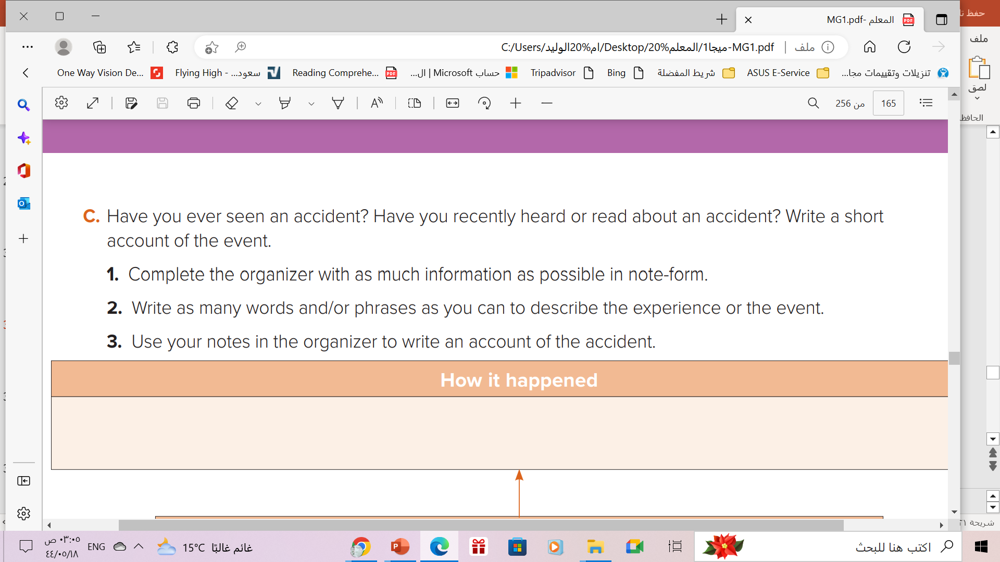 حفظ تل
المعلم -MG1.pdf
ملف
C:/Users/ام%20الوليد/Desktop/20%ميجا1/المعلم-MG1.pdf
ملف
لصق
One Way Vision De...
Flying High - سعود...
Reading Comprehe...
حساب Microsoft | ال...
Tripadvisor
Bing
شريط المفضلة
ASUS E-Service
تنزيلات وتقييمات مجا...
الحافظ
165 من 256
C. Have you ever seen an accident? Have you recently heard or read about an accident? Write a short
account of the event.
1. Complete the organizer with as much information as possible in note-form.
2. Write as many words and/or phrases as you can to describe the experience or the event.
3. Use your notes in the organizer to write an account of the accident.
How it happened
شريحة ٢١
٠٣:٠٥ ص
٤٤/٠٥/١٨
ENG
15°C غائم غالبًا
اكتب هنا للبحث